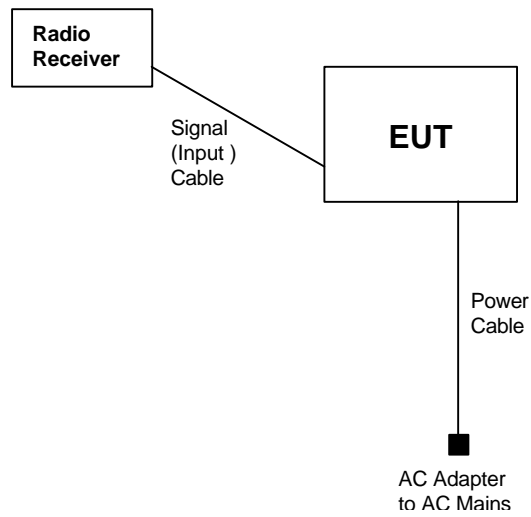 Radio
Receiver
Signal
(Input )
Cable
EUT
Power
Cable
AC Adapter
to AC Mains